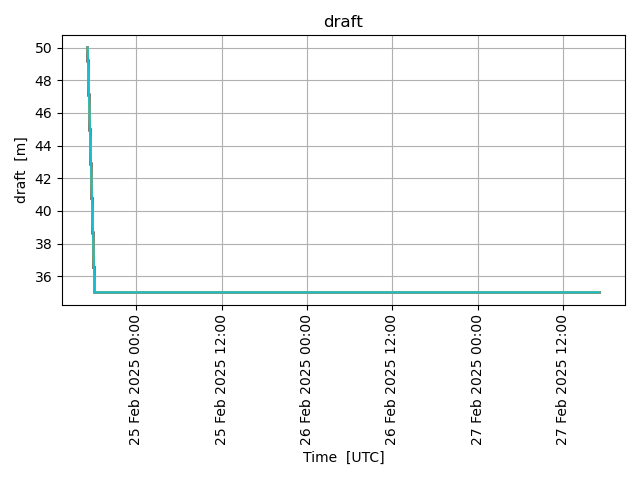 draft
50
48
46
44
42
40
38
36
draft  [m]
25 Feb 2025 00:00
25 Feb 2025 12:00
26 Feb 2025 00:00
26 Feb 2025 12:00
27 Feb 2025 00:00
27 Feb 2025 12:00
Time  [UTC]